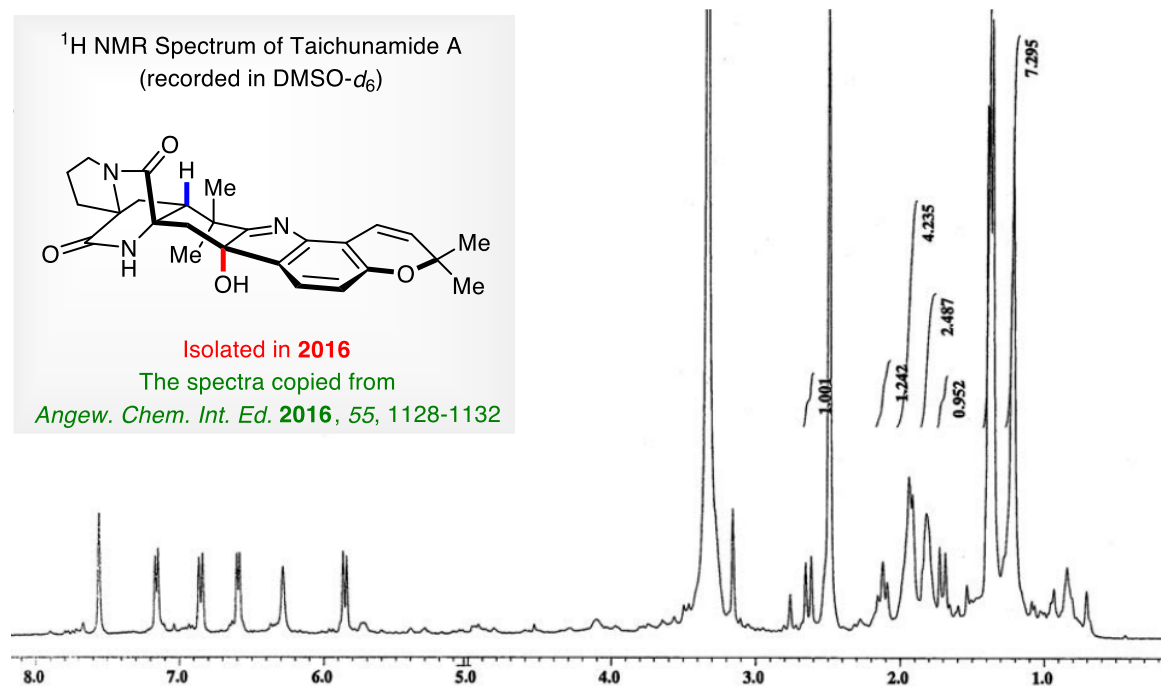 ¹H NMR Spectrum of Taichunamide A
(recorded in DMSO-d₆)
O
N
H
Me
N
O
N
H
Me
OH
O
Me
Me
Isolated in 2016
The spectra copied from
Angew. Chem. Int. Ed. 2016, 55, 1128-1132
1.001
1.242
4.235
2.487
0.952
7.295
8.0 7.0 6.0 5.0 4.0 3.0 2.0 1.0